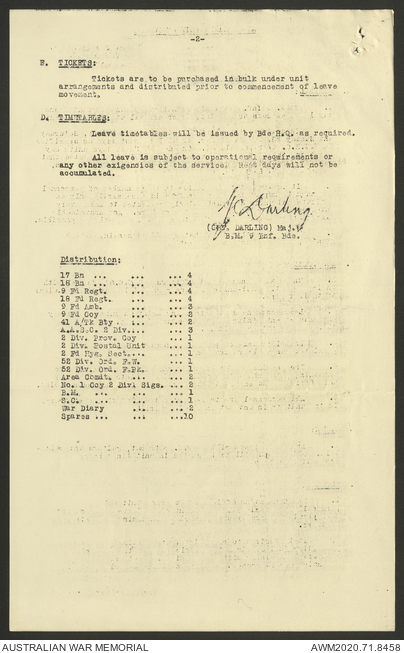 -2-
E. TICKETS:
Tickets are to be purchased in bulk under unit
arrangements and distributed prior to commencement of leave
movement.
D. TIMETABLES:
Leave timetables will be issued by Bde H.Q. as required.
All leave is subject to operational requirements or
any other exigencies of the service. Rest days will not be
accumulated.
Darling
DARLING) Maj.
B.M. 9 Inf. Bde.
Distribution:
17 Bn ... ... ... 4
18 Bn ... ... ... 4
9 Fd Regt. ... ... 4
18 Fd Regt. ... ... 4
9 Fd Amb. ... ... 3
9 Fd Coy ... ... 2
41 A/Tk Bty . ... ... 2
A.A.S.C. 2 Div... ... 3
2 Div. Prov. Coy ... 1
2 Div. Postal Unit ... 1
2 Fd Hyg. Sect... ... 1
52 Div. Ord. F.W. ... 1
52 Div. Ord. F.Pk. ... 1
Area Comdt. ... ... 2
No. 1 Coy 2 Div. Sigs. ... 2
B.M. ... ... ... 1
S.C. ... ... ... 1
War Diary ... ... 2
Spares ... ... ...10
AUSTRALIAN WAR MEMORIAL
AWM2020.71.8458